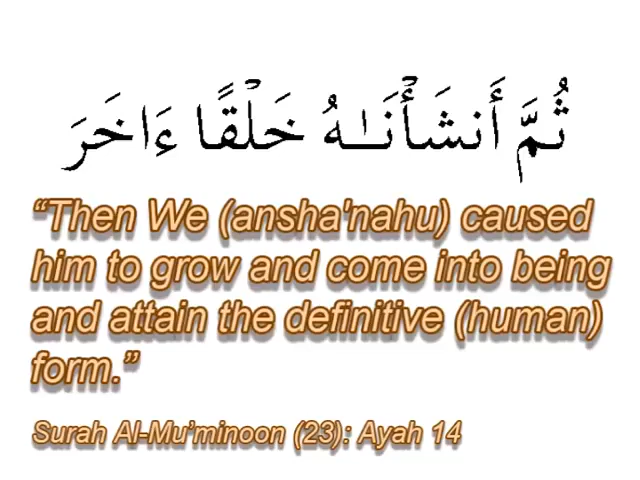 ثُمَّ أَنشَأْنَـٰهُ خَلْقًا ءَاخَرَ
“Then We (ansha'nahu) caused
him to grow and come into being
and attain the definitive (human)
form.”
Surah Al-Mu’minoon (23): Ayah 14